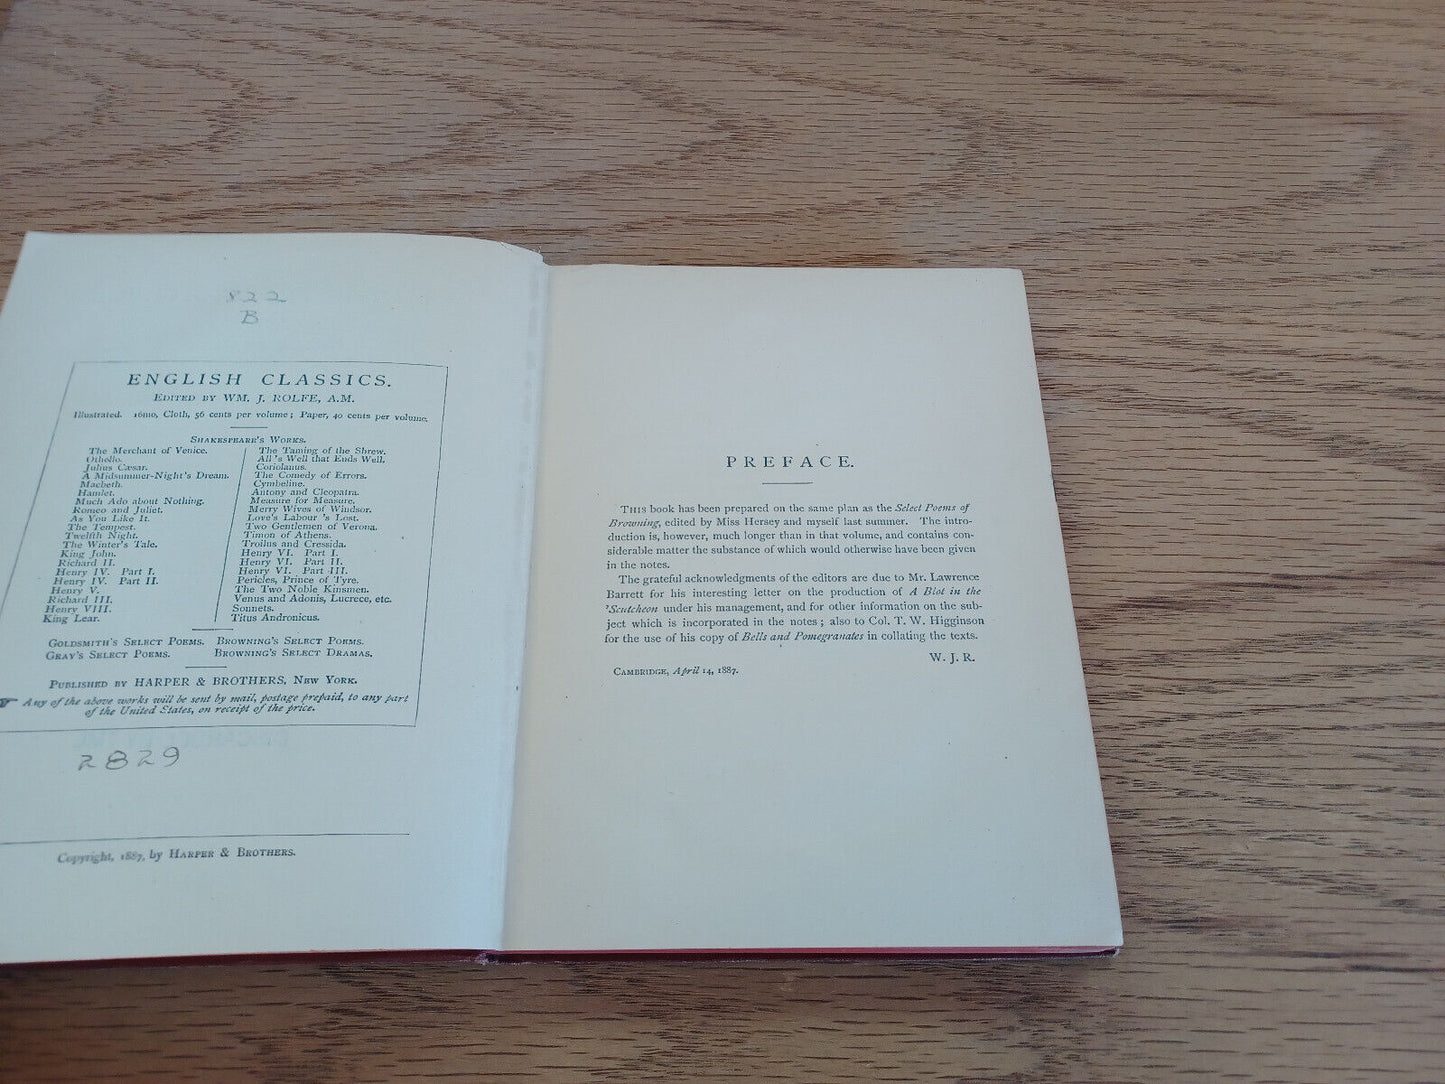 822
B
ENGLISH CLASSICS.
EDITED BY WM. J. ROLFE, A.M.
Illustrated. 16mo, Cloth, 56 cents per volume; Paper, 40 cents per volume.
SHAKESPEARE'S WORKS.
The Merchant of Venice.
Othello.
Julius Cæsar.
A Midsummer-Night's Dream.
Macbeth.
Hamlet.
Much Ado about Nothing.
Romeo and Juliet.
As You Like It.
The Tempest.
Twelfth Night.
The Winter's Tale.
King John.
Richard II.
Henry IV. Part I.
Henry IV. Part II.
Henry V.
Richard III.
Henry VIII.
King Lear.
The Taming of the Shrew.
All's Well that Ends Well.
Coriolanus.
The Comedy of Errors.
Cymbeline.
Antony and Cleopatra.
Measure for Measure.
Merry Wives of Windsor.
Love's Labour's Lost.
Two Gentlemen of Verona.
Timon of Athens.
Troilus and Cressida.
Henry VI. Part I.
Henry VI. Part II.
Henry VI. Part III.
Pericles, Prince of Tyre.
The Two Noble Kinsmen.
Venus and Adonis, Lucrece, etc.
Sonnets.
Titus Andronicus.
GOLDSMITH'S SELECT POEMS. BROWNING'S SELECT POEMS.
GRAY'S SELECT POEMS. BROWNING'S SELECT DRAMAS.
PUBLISHED BY HARPER & BROTHERS, NEW YORK.
☛ Any of the above works will be sent by mail, postage prepaid, to any part
of the United States, on receipt of the price.
2829
Copyright, 1887, by HARPER & BROTHERS.
PREFACE.
THIS book has been prepared on the same plan as the Select Poems of
Browning, edited by Miss Hersey and myself last summer. The intro-
duction is, however, much longer than in that volume, and contains con-
siderable matter the substance of which would otherwise have been given
in the notes.
The grateful acknowledgments of the editors are due to Mr. Lawrence
Barrett for his interesting letter on the production of A Blot in the
'Scutcheon under his management, and for other information on the sub-
ject which is incorporated in the notes; also to Col. T. W. Higginson
for the use of his copy of Bells and Pomegranates in collating the texts.
W. J. R.
CAMBRIDGE, April 14, 1887.